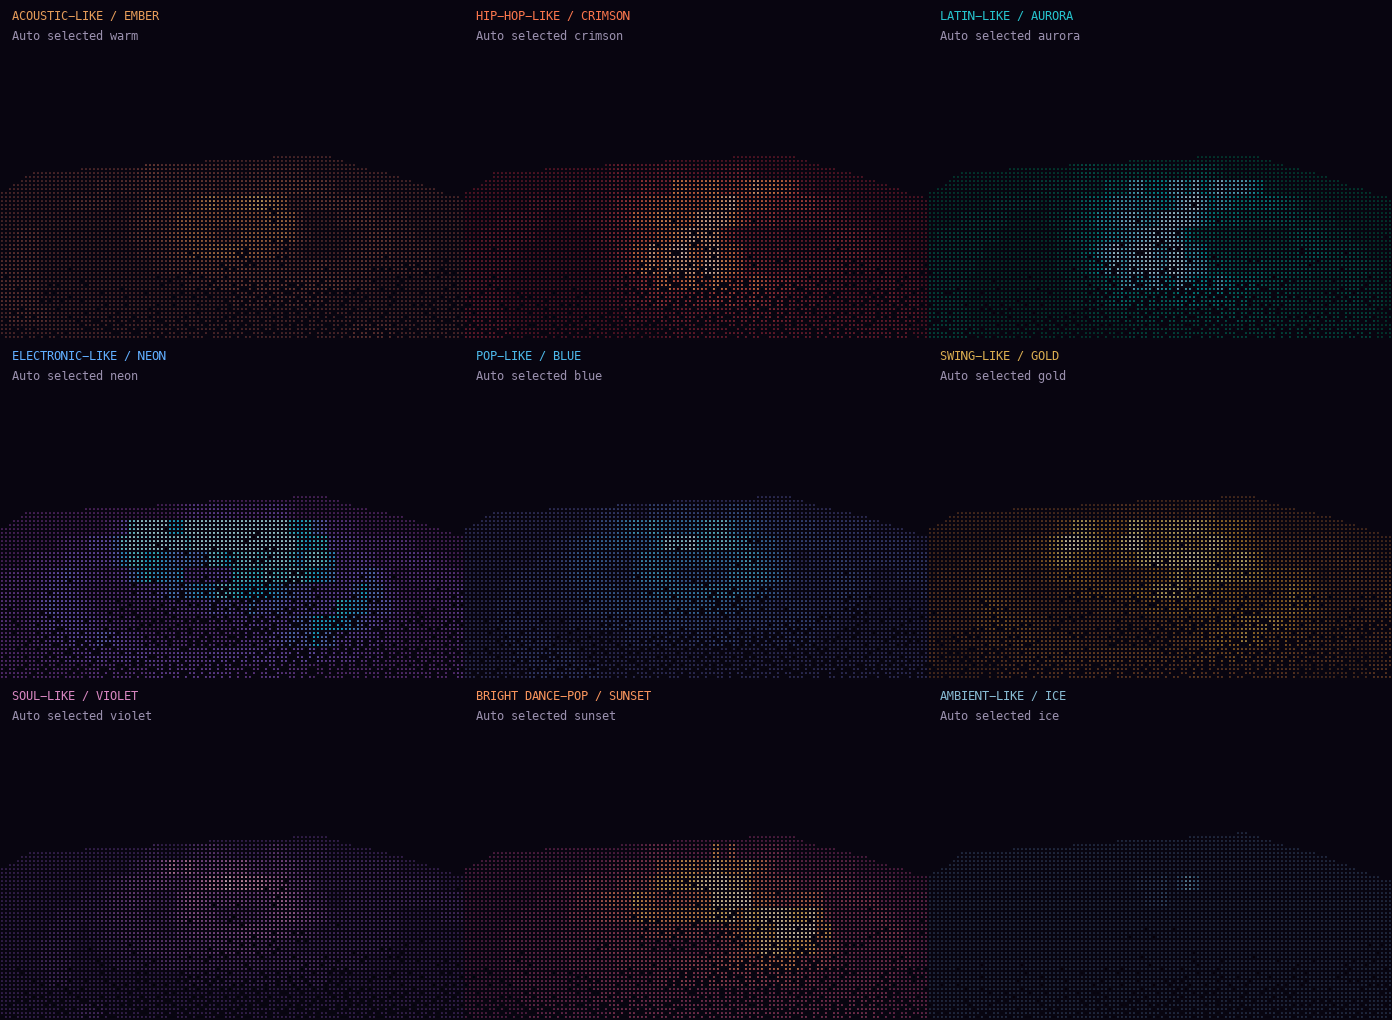 ACOUSTIC–LIKE / EMBER
Auto selected warm
HIP–HOP–LIKE / CRIMSON
Auto selected crimson
LATIN–LIKE / AURORA
Auto selected aurora
ELECTRONIC–LIKE / NEON
Auto selected neon
POP–LIKE / BLUE
Auto selected blue
SWING–LIKE / GOLD
Auto selected gold
SOUL–LIKE / VIOLET
Auto selected violet
BRIGHT DANCE–POP / SUNSET
Auto selected sunset
AMBIENT–LIKE / ICE
Auto selected ice